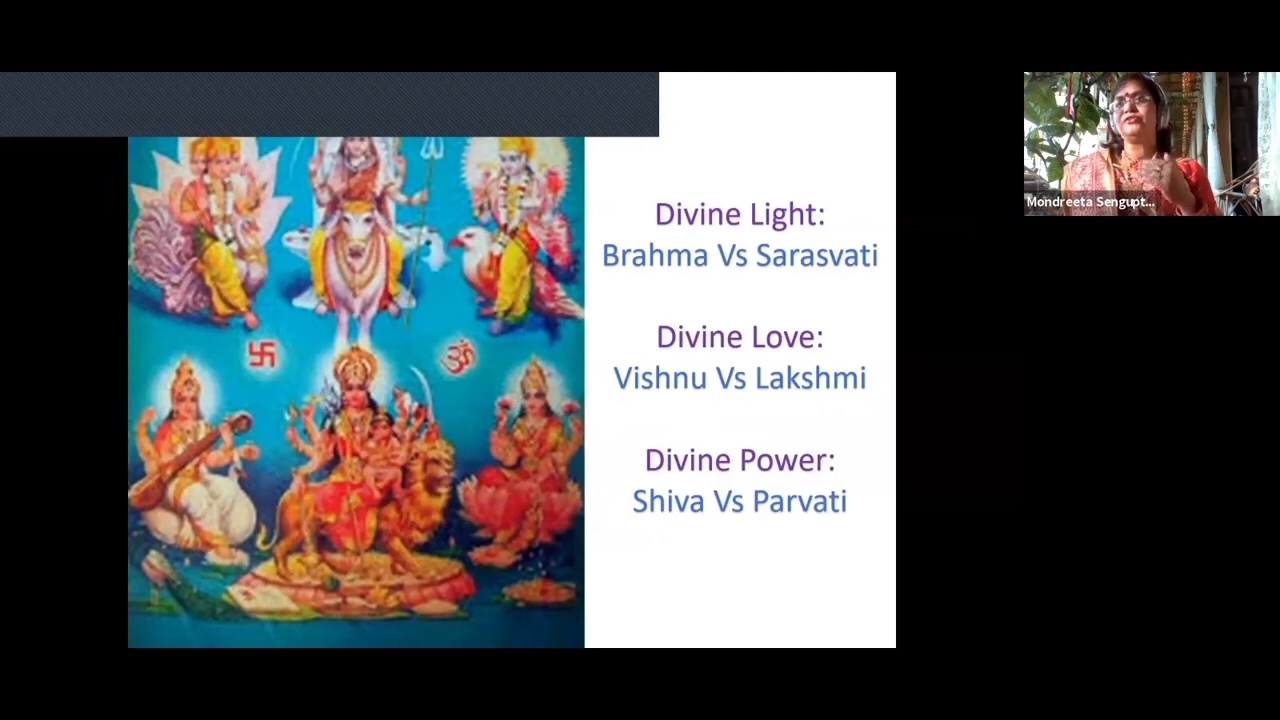 Divine Light:
Brahma Vs Sarasvati
Divine Love:
Vishnu Vs Lakshmi
Divine Power:
Shiva Vs Parvati
ॐ
Mondreeta Sengupt...